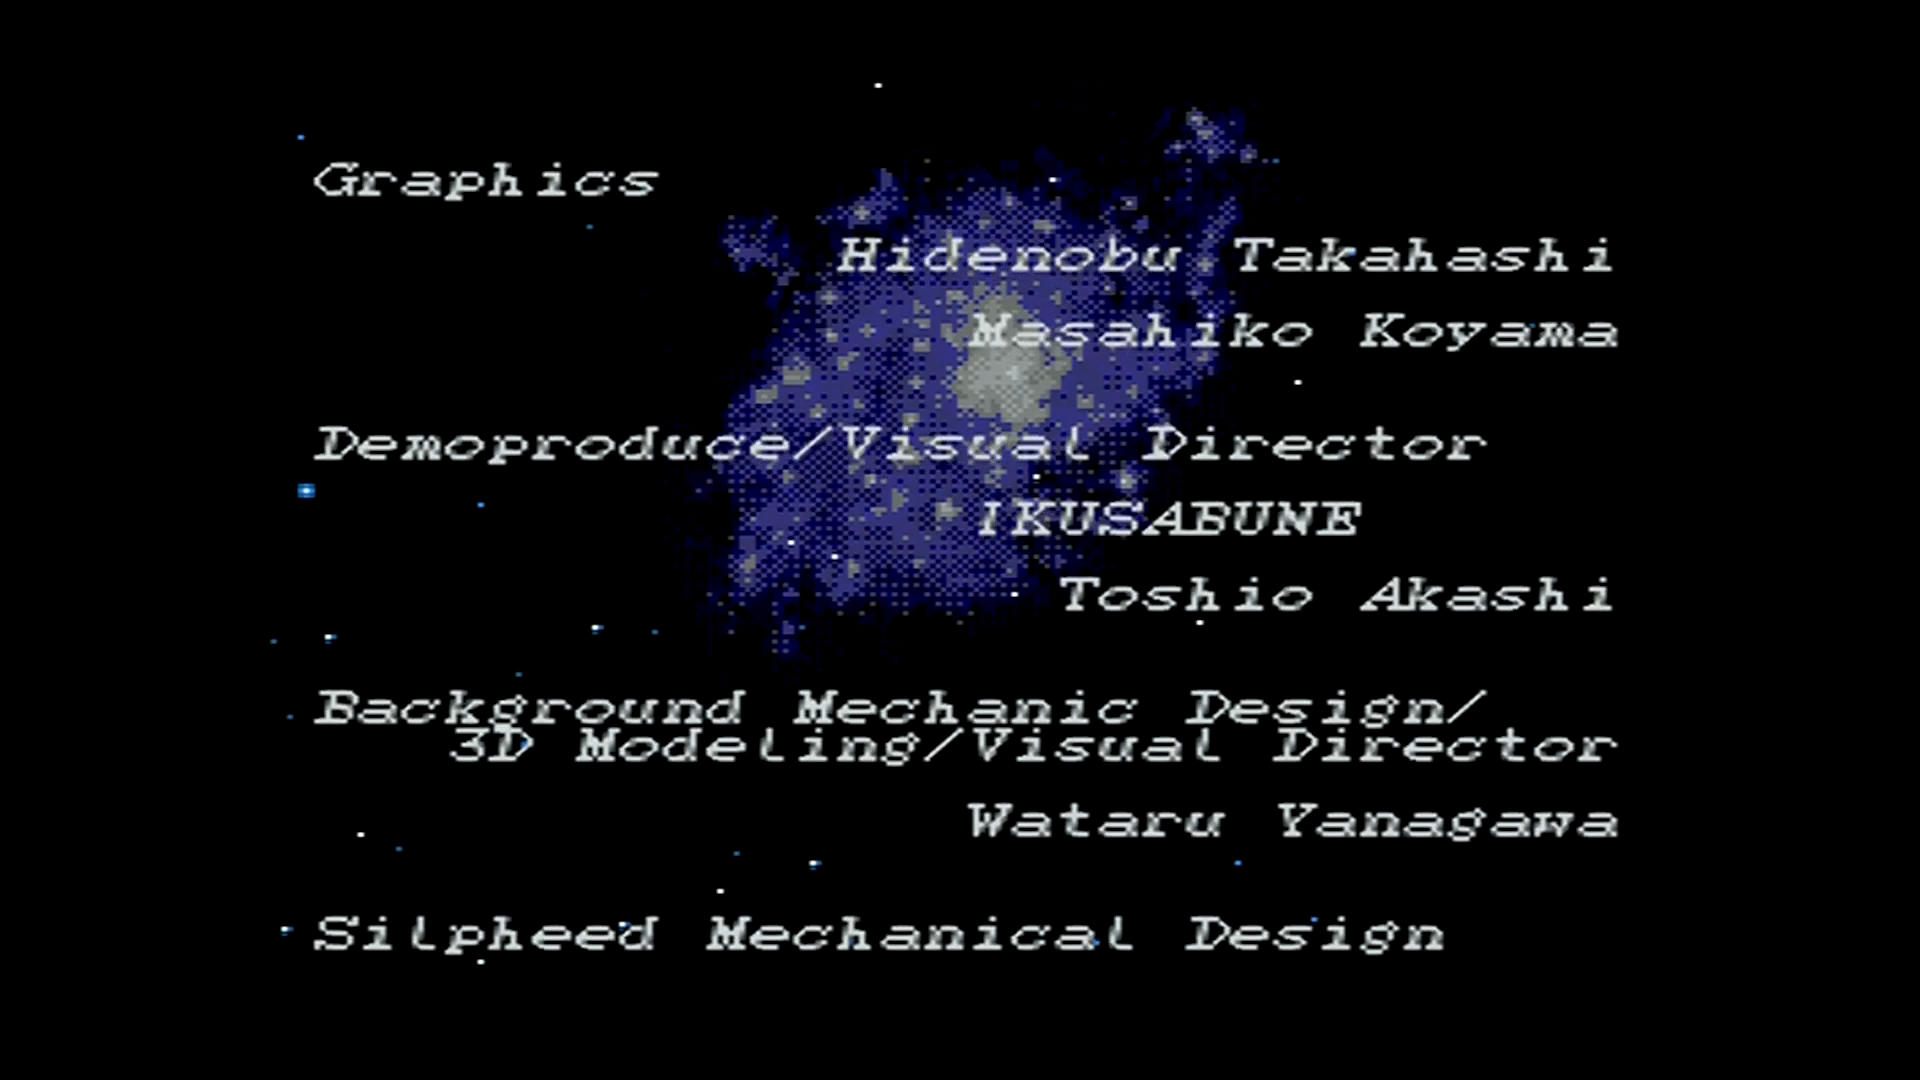 Graphics
Hidenobu Takahashi
Masahiko Koyama
Demoproduce/Visual Director
IKUSABUNE
Toshio Akashi
Background Mechanic Design/
3D Modeling/Visual Director
Wataru Yanagawa
Silpheed Mechanical Design